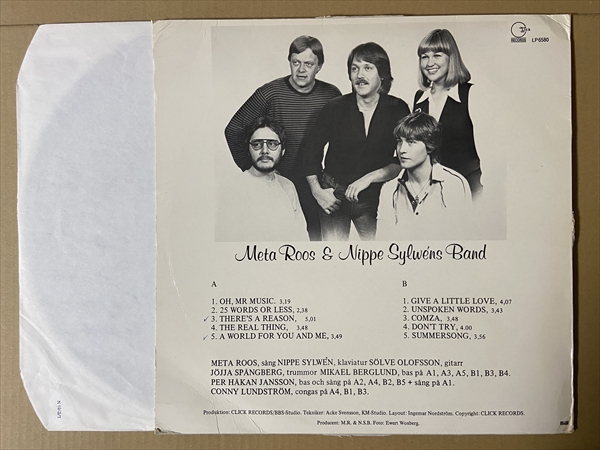 RECORDS LP 6580
Meta Roos & Nippe Sylwéns Band
A
1. OH, MR MUSIC. 3,19
2. 25 WORDS OR LESS, 2,38
✓ 3. THERE'S A REASON, 5,01
4. THE REAL THING, 3,48
✓ 5. A WORLD FOR YOU AND ME, 3,49
B
1. GIVE A LITTLE LOVE, 4,07
2. UNSPOKEN WORDS, 3,43
3. COMZA, 3,48
4. DON'T TRY, 4.00
5. SUMMERSONG, 3,56
META ROOS, sång NIPPE SYLWÉN, klaviatur SÖLVE OLOFSSON, gitarr
JÖJJA SPÅNGBERG, trummor MIKAEL BERGLUND, bas på A1, A3, A5, B1, B3, B4.
PER HÅKAN JANSSON, bas och sång på A2, A4, B2, B5 + sång på A1.
CONNY LUNDSTRÖM, congas på A4, B1, B3.
Produktion: CLICK RECORDS/BBS-Studio. Tekniker: Acke Svensson, KM-Studio. Layout: Ingemar Nordström. Copyright: CLICK RECORDS.
Producent: M.R. & N.S.B. Foto: Ewert Wonberg.